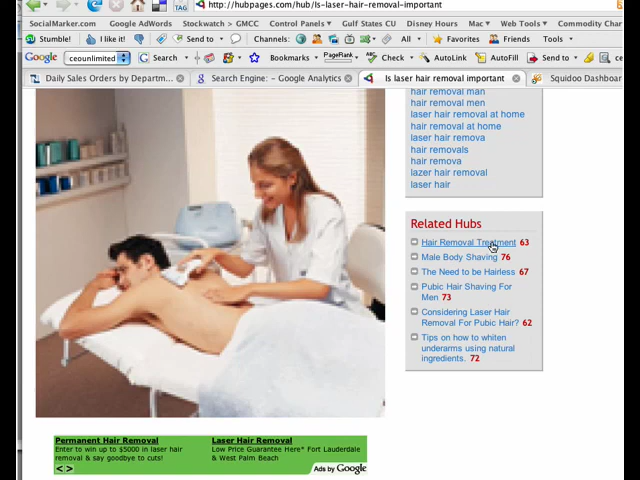 http://hubpages.com/hub/Is-laser-hair-removal-important
SocialMarker.com Google AdWords Stockwatch > GMCC Control Panels Gulf States CU Disney Hours Mac Web Tools Commodity Char
Stumble! I like it! Send to Channels: All Favorites Friends Tools
Google ceounlimited Search Bookmarks PageRank Check AutoLink AutoFill Send to
Daily Sales Orders by Departm... Search Engine: - Google Analytics Is laser hair removal important Squidoo Dashboar
hair removal man
hair removal men
laser hair removal at home
hair removal at home
laser hair remova
hair removals
hair remova
lazer hair removal
laser hair
Related Hubs
Hair Removal Treatment 63
Male Body Shaving 76
The Need to be Hairless 67
Pubic Hair Shaving For
Men 73
Considering Laser Hair
Removal For Pubic Hair? 62
Tips on how to whiten
underarms using natural
ingredients. 72
Permanent Hair Removal
Enter to win up to $5000 in laser hair
removal & say goodbye to cuts!
Laser Hair Removal
Low Price Guarantee Here* Fort Lauderdale
& West Palm Beach
Ads by Google